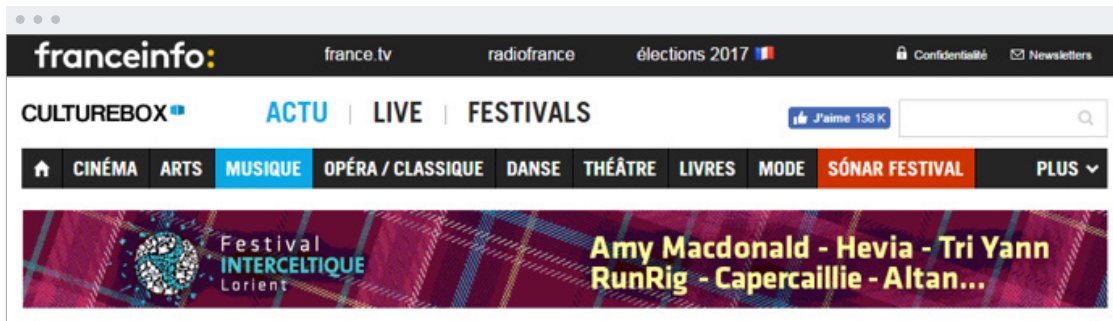 franceinfo: france.tv radiofrance élections 2017 Confidentialité Newsletters
CULTUREBOX ACTU | LIVE | FESTIVALS J'aime 158 K
CINÉMA ARTS MUSIQUE OPÉRA / CLASSIQUE DANSE THÉÂTRE LIVRES MODE SÓNAR FESTIVAL PLUS
Festival
INTERCELTIQUE
Lorient
Amy Macdonald - Hevia - Tri Yann
RunRig - Capercaillie - Altan...